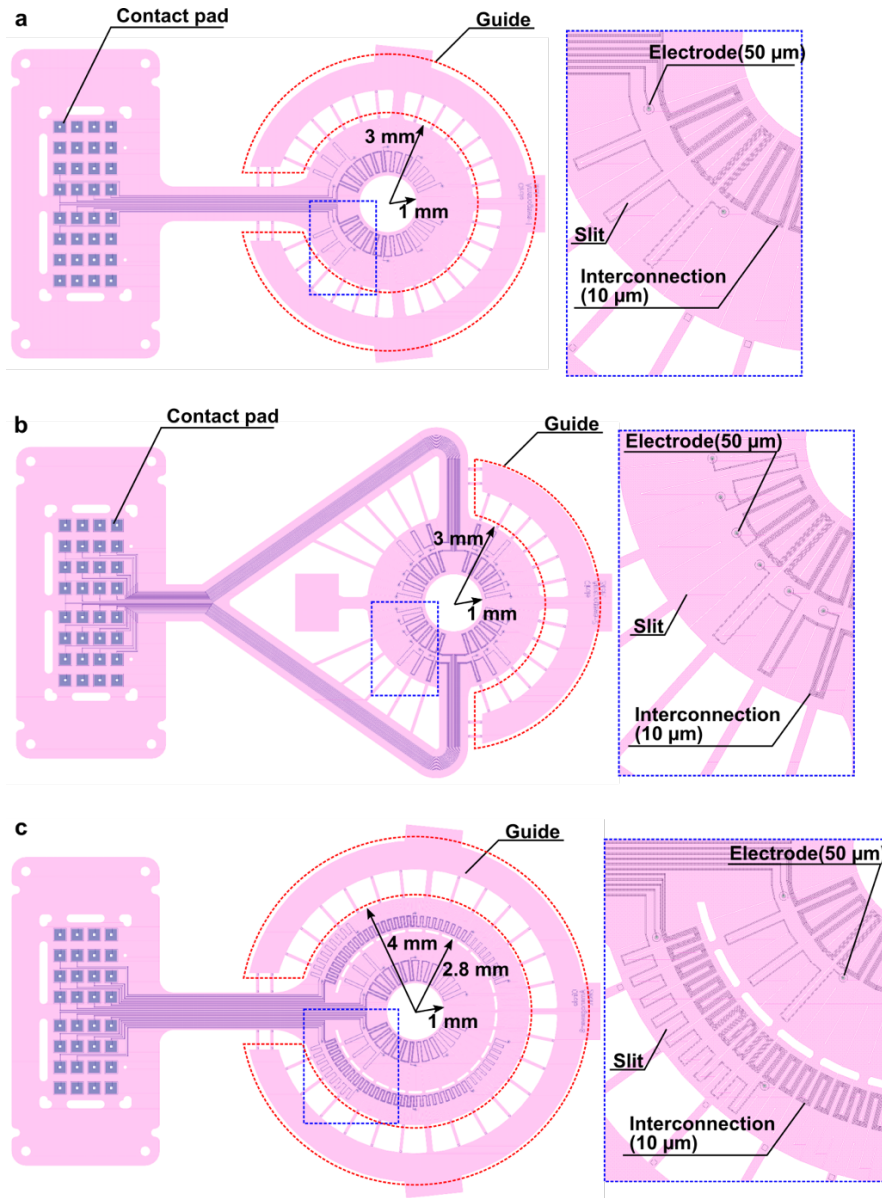 a
Contact pad
Guide
3 mm
1 mm
Electrode(50 µm)
Slit
Interconnection
(10 µm)
b
Contact pad
Guide
3 mm
1 mm
Electrode(50 µm)
Slit
Interconnection
(10 µm)
c
Guide
4 mm
2.8 mm
1 mm
Electrode(50 µm)
Slit
Interconnection
(10 µm)